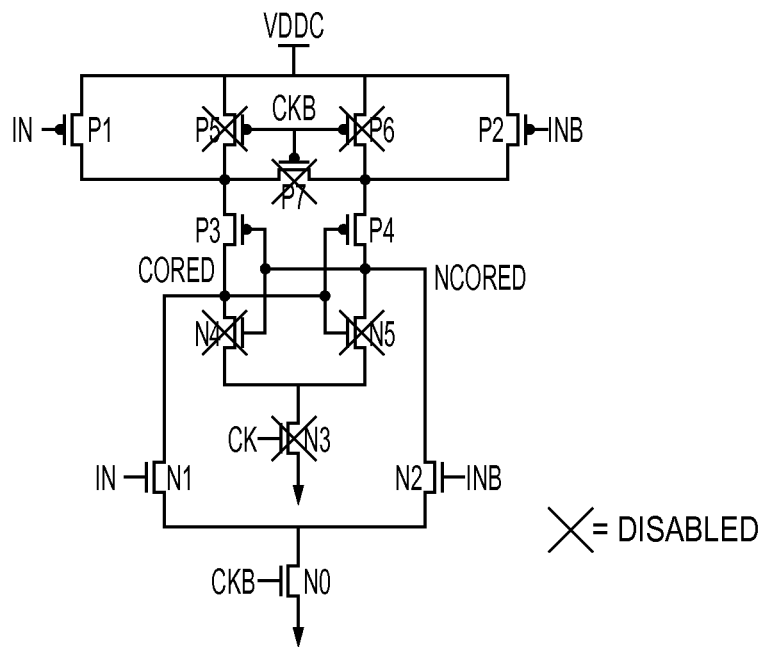 VDDC
IN P1 P5 CKB P6 P2 INB
P7
P3 P4
CORED NCORED
N4 N5
CK N3
IN N1 N2 INB
= DISABLED
CKB N0